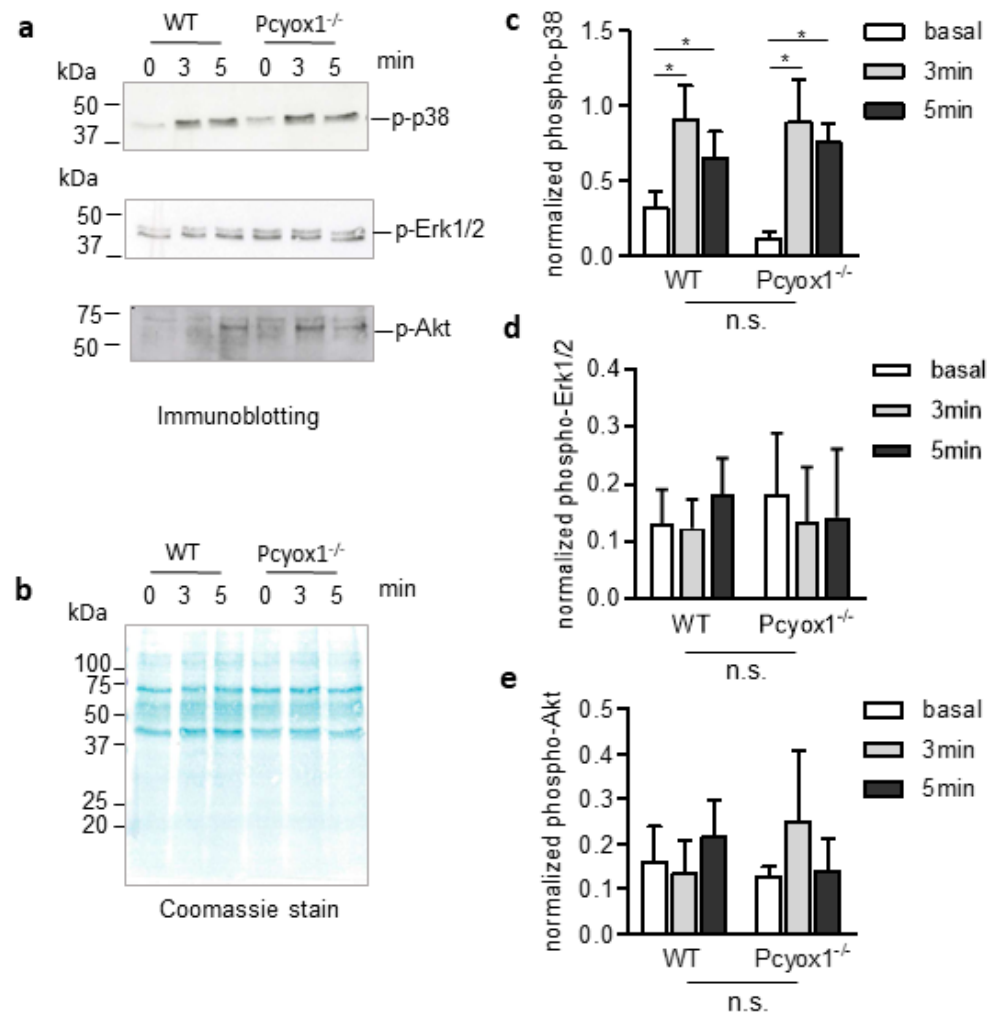 a
WT Pcyox1-/-
kDa 0 3 5 0 3 5 min
50
37
p-p38
kDa
50
37
p-Erk1/2
75
50
p-Akt
Immunoblotting
b
WT Pcyox1-/-
0 3 5 0 3 5 min
kDa
100
75
50
37
25
20
Coomassie stain
c
normalized phospho-p38
1.5
1.0
0.5
0.0
* * * *
WT Pcyox1-/-
n.s.
basal
3min
5min
d
normalized phospho-Erk1/2
0.4
0.3
0.2
0.1
0.0
WT Pcyox1-/-
n.s.
basal
3min
5min
e
normalized phospho-Akt
0.5
0.4
0.3
0.2
0.1
0.0
WT Pcyox1-/-
n.s.
basal
3min
5min